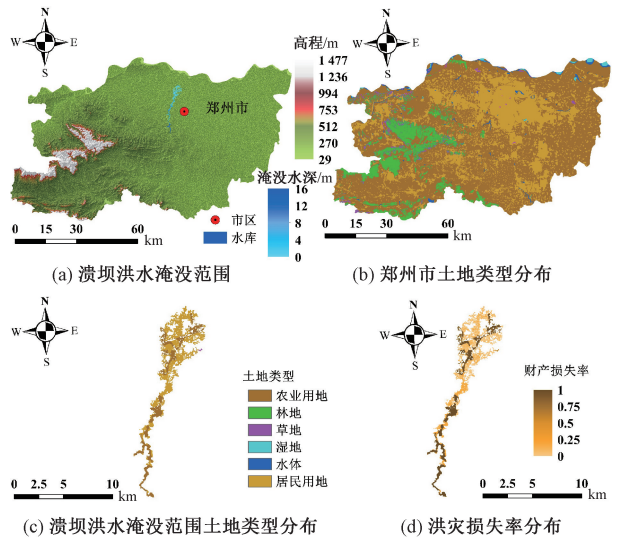 N
W E
S
高程/m
1 477
1 236
994
753
512
270
29
郑州市
淹没水深/m
16
12
8
4
0
市区
水库
0 15 30 60
km
(a) 溃坝洪水淹没范围
N
W E
S
0 15 30 60
km
(b) 郑州市土地类型分布
N
W E
S
土地类型
农业用地
林地
草地
湿地
水体
居民用地
0 2.5 5 10
km
(c) 溃坝洪水淹没范围土地类型分布
N
W E
S
财产损失率
1
0.75
0.5
0.25
0
0 2.5 5 10
km
(d) 洪灾损失率分布